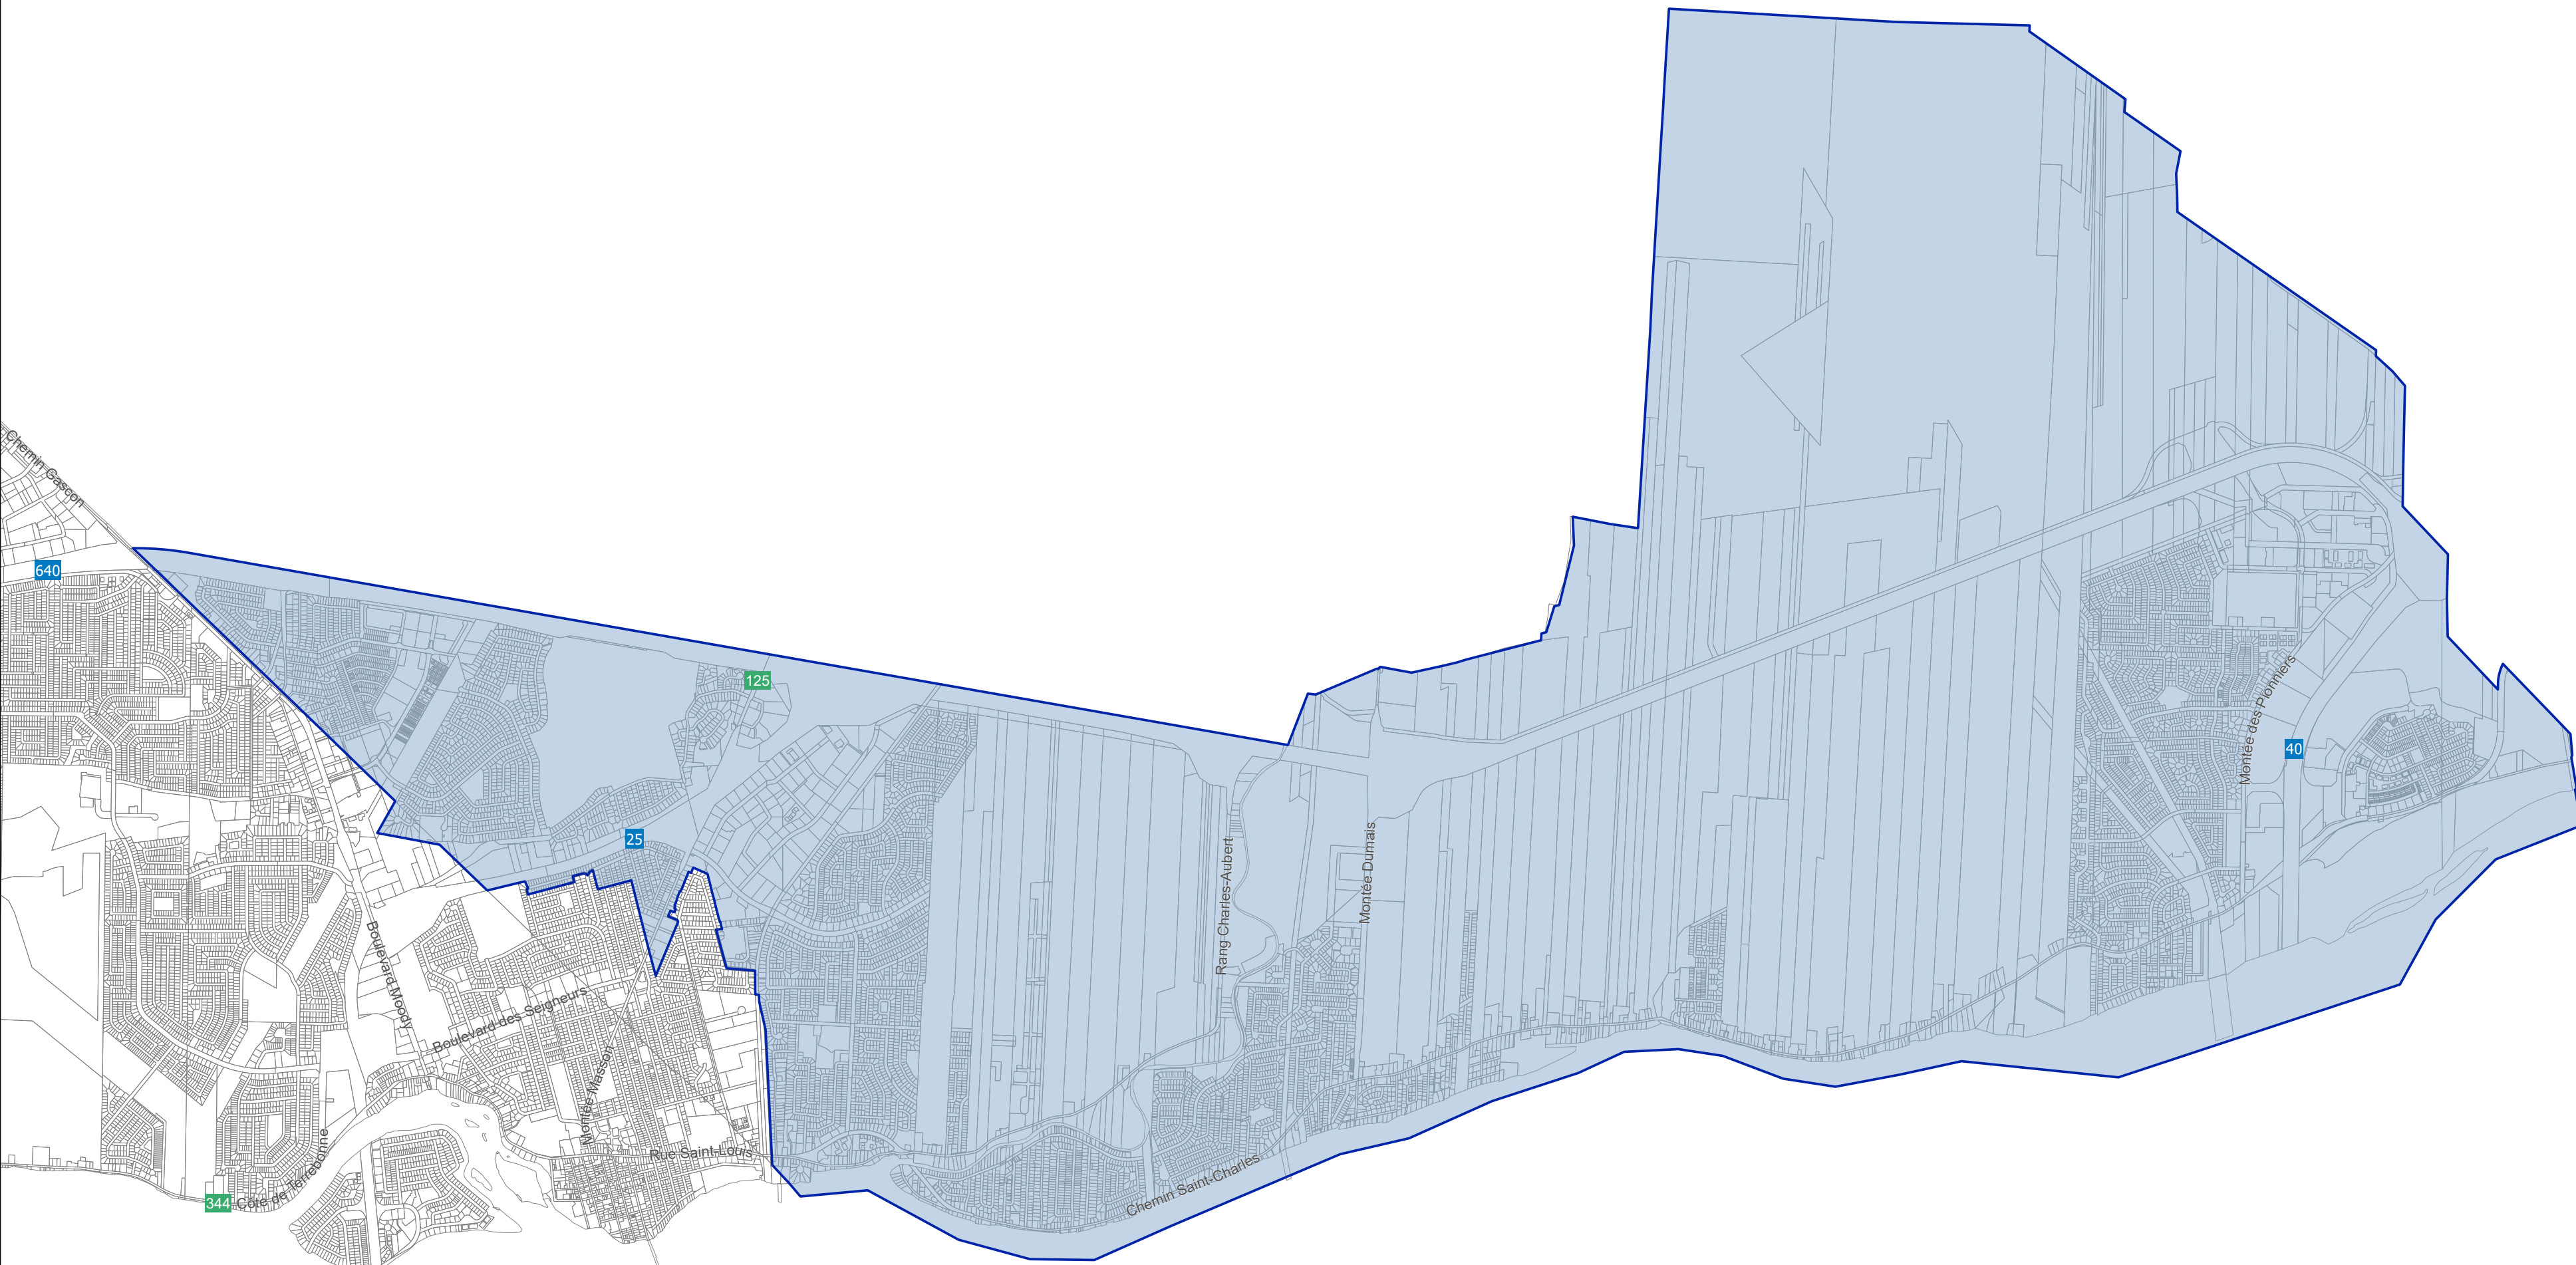 Chemin Gascon
640
125
25
Montée des Pionniers
40
Rang Charles-Aubert
Montée Dumais
Boulevard Moody
Boulevard des Seigneurs
Montée Masson
Rue Saint-Louis
Chemin Saint-Charles
344
Côte de Terrebonne